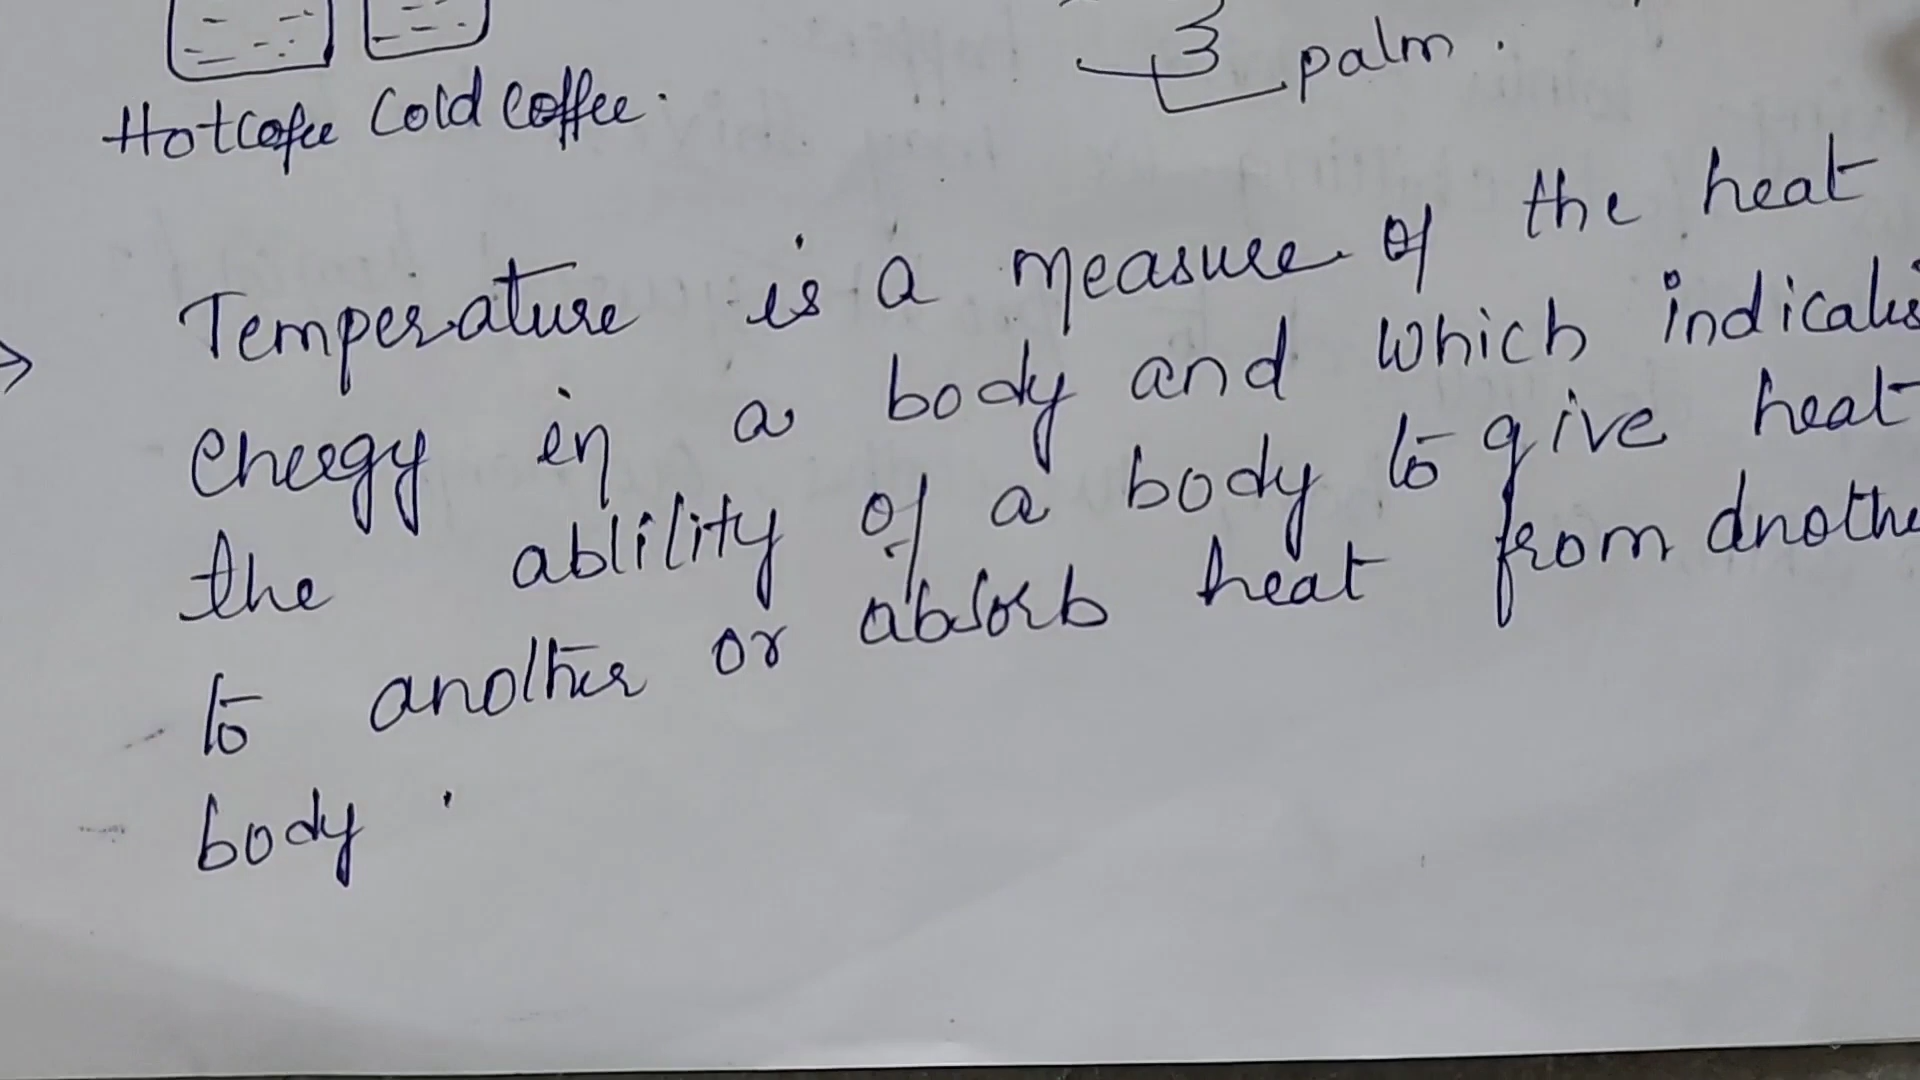 palm.
Hotcofee Cold Coffee.
Temperature is a measure of the heat
energy in a body and which indicates
the ablility of a body to give heat
to another or absorb heat from another
body.